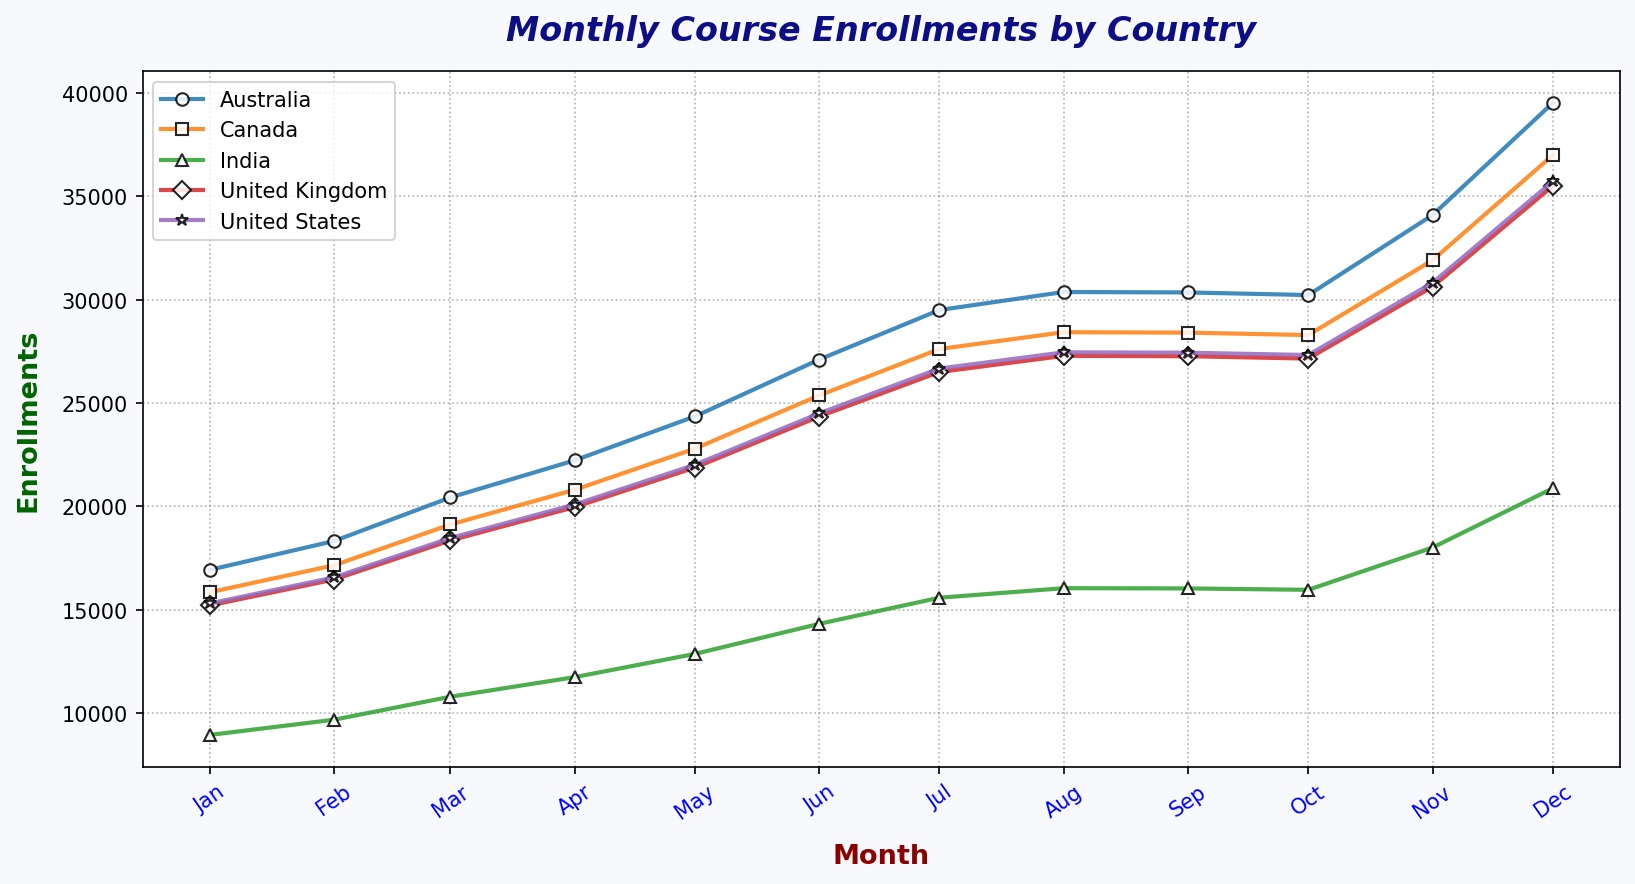 Monthly Course Enrollments by Country
Australia
Canada
India
United Kingdom
United States
40000
35000
30000
25000
20000
15000
10000
Enrollments
Jan
Feb
Mar
Apr
May
Jun
Jul
Aug
Sep
Oct
Nov
Dec
Month